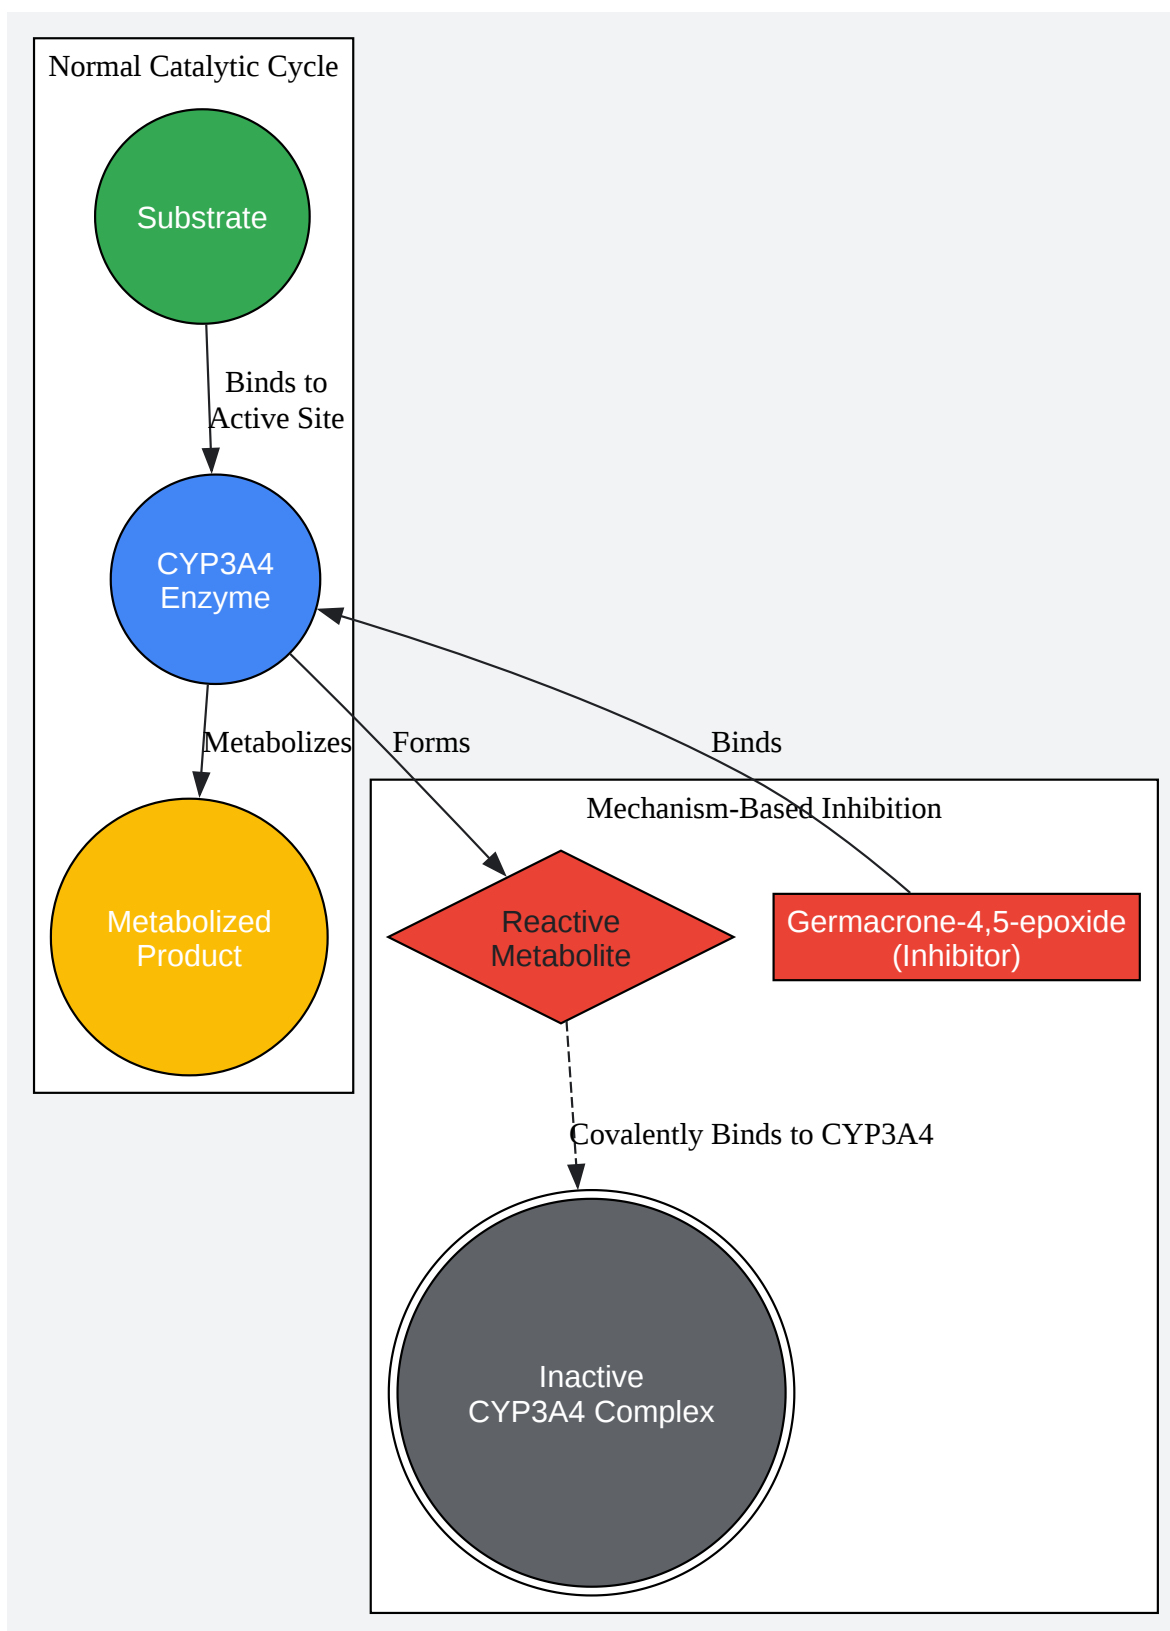 Normal Catalytic Cycle
Substrate
Binds to
Active Site
CYP3A4
Enzyme
Metabolizes
Forms
Binds
Metabolized
Product
Mechanism-Based Inhibition
Reactive
Metabolite
Germacrone-4,5-epoxide
(Inhibitor)
Covalently Binds to CYP3A4
Inactive
CYP3A4 Complex